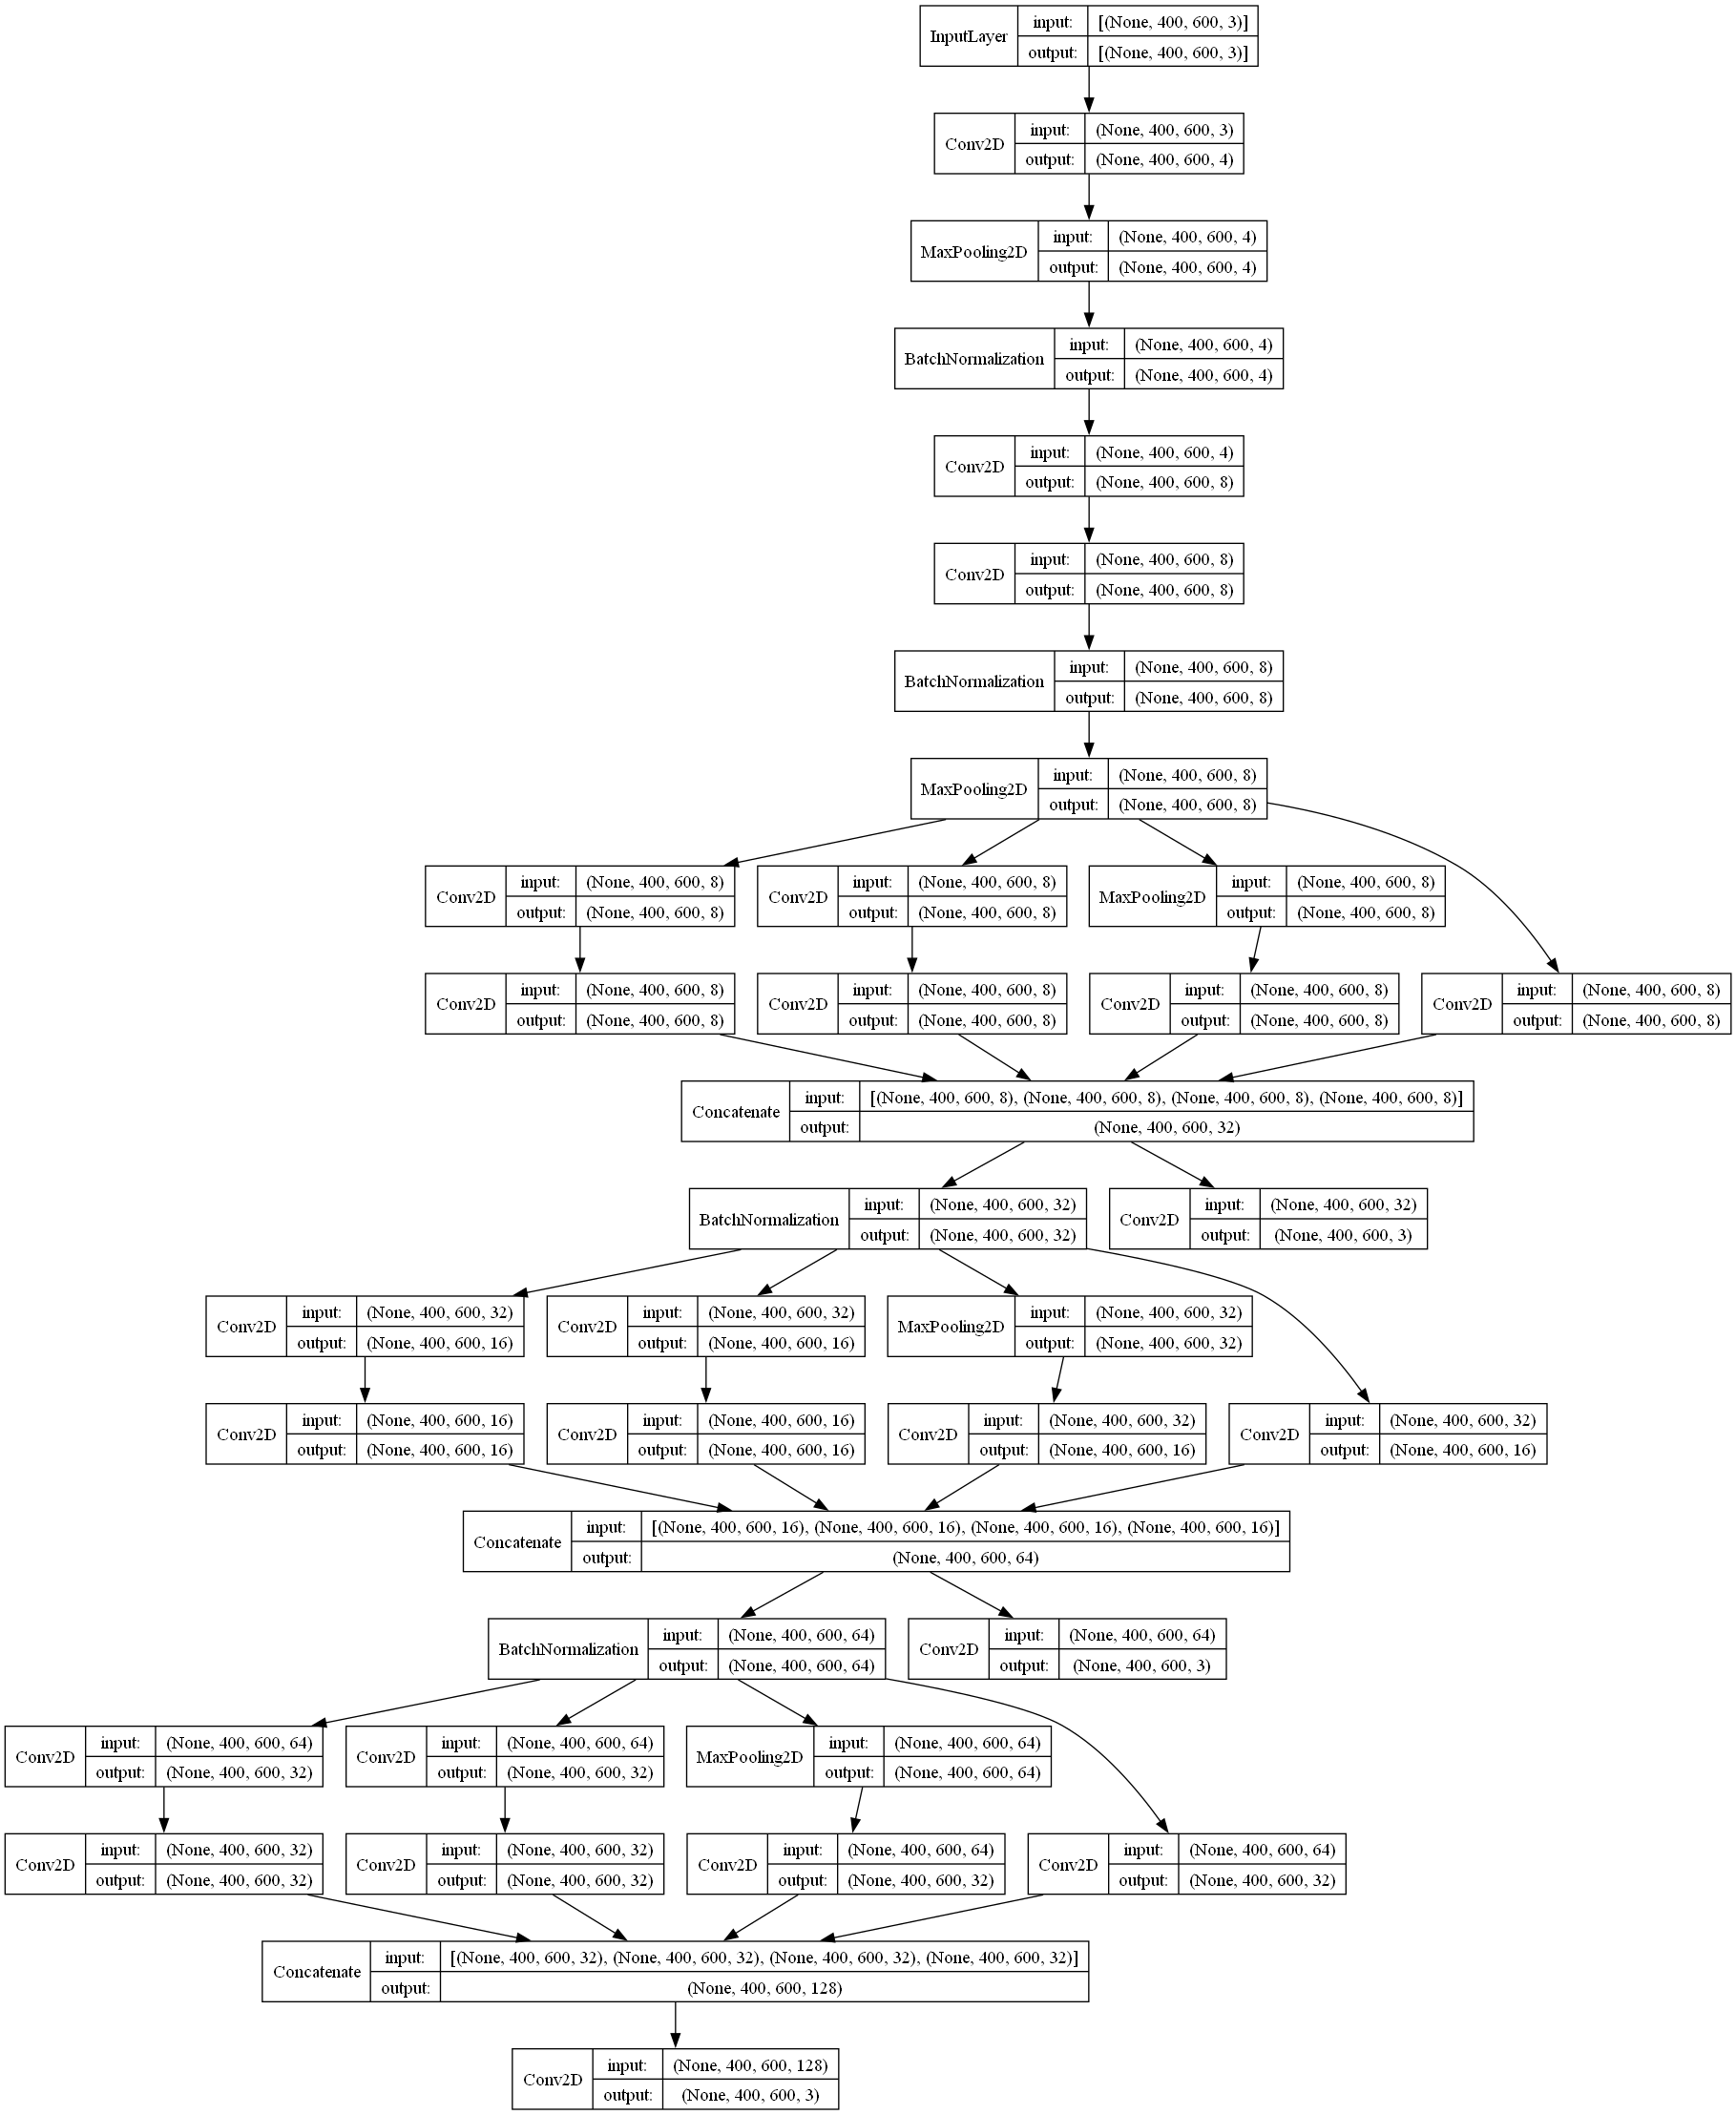 InputLayer
input: [(None, 400, 600, 3)]
output: [(None, 400, 600, 3)]
Conv2D
input: (None, 400, 600, 3)
output: (None, 400, 600, 4)
MaxPooling2D
input: (None, 400, 600, 4)
output: (None, 400, 600, 4)
BatchNormalization
input: (None, 400, 600, 4)
output: (None, 400, 600, 4)
Conv2D
input: (None, 400, 600, 4)
output: (None, 400, 600, 8)
Conv2D
input: (None, 400, 600, 8)
output: (None, 400, 600, 8)
BatchNormalization
input: (None, 400, 600, 8)
output: (None, 400, 600, 8)
MaxPooling2D
input: (None, 400, 600, 8)
output: (None, 400, 600, 8)
Conv2D
input: (None, 400, 600, 8)
output: (None, 400, 600, 8)
Conv2D
input: (None, 400, 600, 8)
output: (None, 400, 600, 8)
MaxPooling2D
input: (None, 400, 600, 8)
output: (None, 400, 600, 8)
Conv2D
input: (None, 400, 600, 8)
output: (None, 400, 600, 8)
Conv2D
input: (None, 400, 600, 8)
output: (None, 400, 600, 8)
Conv2D
input: (None, 400, 600, 8)
output: (None, 400, 600, 8)
Conv2D
input: (None, 400, 600, 8)
output: (None, 400, 600, 8)
Concatenate
input: [(None, 400, 600, 8), (None, 400, 600, 8), (None, 400, 600, 8), (None, 400, 600, 8)]
output: (None, 400, 600, 32)
BatchNormalization
input: (None, 400, 600, 32)
output: (None, 400, 600, 32)
Conv2D
input: (None, 400, 600, 32)
output: (None, 400, 600, 3)
Conv2D
input: (None, 400, 600, 32)
output: (None, 400, 600, 16)
Conv2D
input: (None, 400, 600, 32)
output: (None, 400, 600, 16)
MaxPooling2D
input: (None, 400, 600, 32)
output: (None, 400, 600, 32)
Conv2D
input: (None, 400, 600, 16)
output: (None, 400, 600, 16)
Conv2D
input: (None, 400, 600, 16)
output: (None, 400, 600, 16)
Conv2D
input: (None, 400, 600, 32)
output: (None, 400, 600, 16)
Conv2D
input: (None, 400, 600, 32)
output: (None, 400, 600, 16)
Concatenate
input: [(None, 400, 600, 16), (None, 400, 600, 16), (None, 400, 600, 16), (None, 400, 600, 16)]
output: (None, 400, 600, 64)
BatchNormalization
input: (None, 400, 600, 64)
output: (None, 400, 600, 64)
Conv2D
input: (None, 400, 600, 64)
output: (None, 400, 600, 3)
Conv2D
input: (None, 400, 600, 64)
output: (None, 400, 600, 32)
Conv2D
input: (None, 400, 600, 64)
output: (None, 400, 600, 32)
MaxPooling2D
input: (None, 400, 600, 64)
output: (None, 400, 600, 64)
Conv2D
input: (None, 400, 600, 32)
output: (None, 400, 600, 32)
Conv2D
input: (None, 400, 600, 32)
output: (None, 400, 600, 32)
Conv2D
input: (None, 400, 600, 64)
output: (None, 400, 600, 32)
Conv2D
input: (None, 400, 600, 64)
output: (None, 400, 600, 32)
Concatenate
input: [(None, 400, 600, 32), (None, 400, 600, 32), (None, 400, 600, 32), (None, 400, 600, 32)]
output: (None, 400, 600, 128)
Conv2D
input: (None, 400, 600, 128)
output: (None, 400, 600, 3)